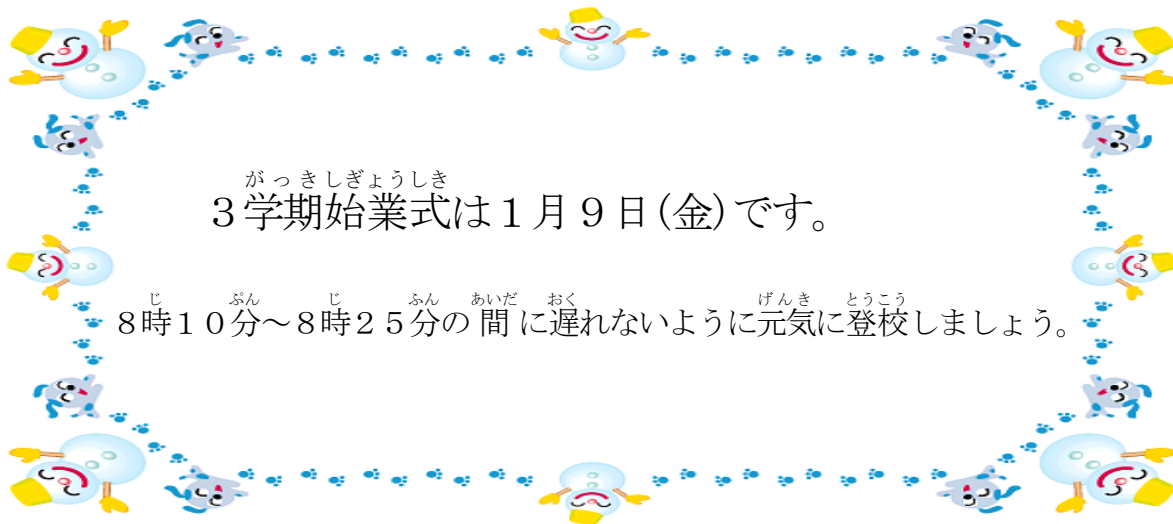 がっきしぎょうしき
３学期始業式は１月９日(金)です。
じ ぷん じ ふん あいだ おく げんき とうこう
８時１０分～８時２５分の間に遅れないように元気に登校しましょう。